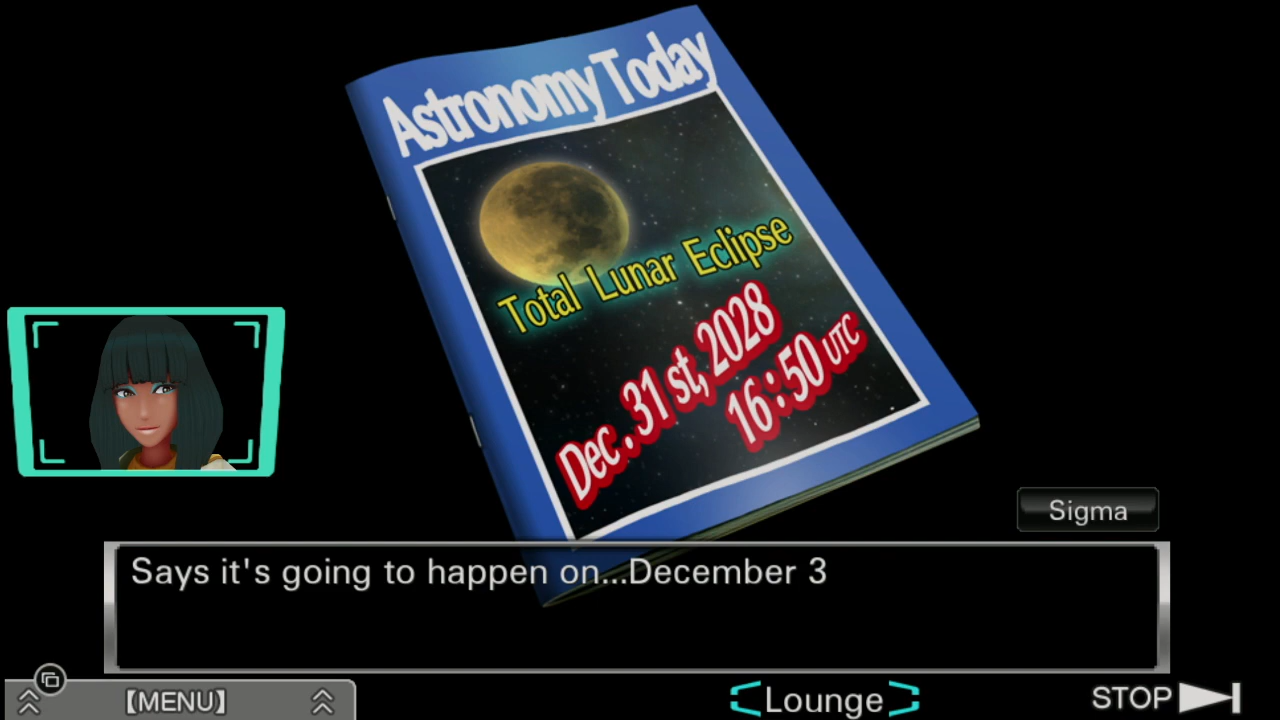 Astronomy Today
Total Lunar Eclipse
Dec. 31 st, 2028
16:50 UTC
Sigma
Says it's going to happen on...December 3
【MENU】
Lounge
STOP